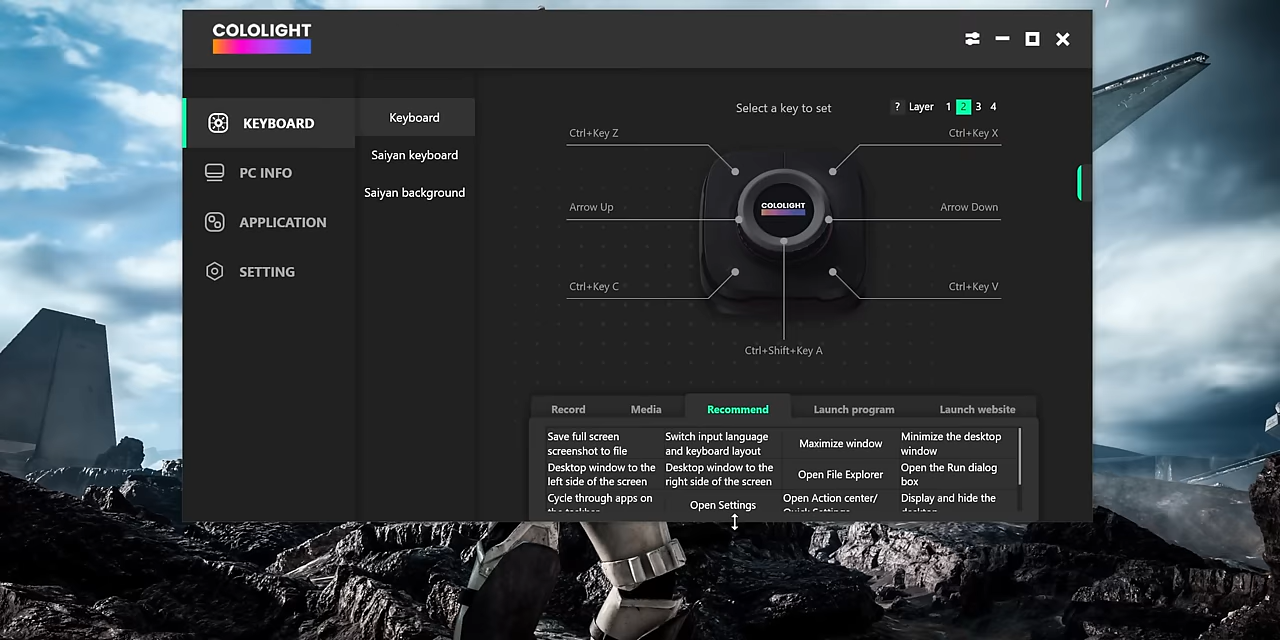 COLOLIGHT
KEYBOARD
PC INFO
APPLICATION
SETTING
Keyboard
Saiyan keyboard
Saiyan background
Select a key to set
? Layer 1 2 3 4
Ctrl+Key Z
Ctrl+Key X
Arrow Up
COLOLIGHT
Arrow Down
Ctrl+Key C
Ctrl+Key V
Ctrl+Shift+Key A
Record Media Recommend Launch program Launch website
Save full screen
screenshot to file
Switch input language
and keyboard layout
Maximize window
Minimize the desktop
window
Desktop window to the
left side of the screen
Desktop window to the
right side of the screen
Open File Explorer
Open the Run dialog
box
Cycle through apps on
the taskbar
Open Settings
Open Action center/
Quick Settings
Display and hide the
desktop